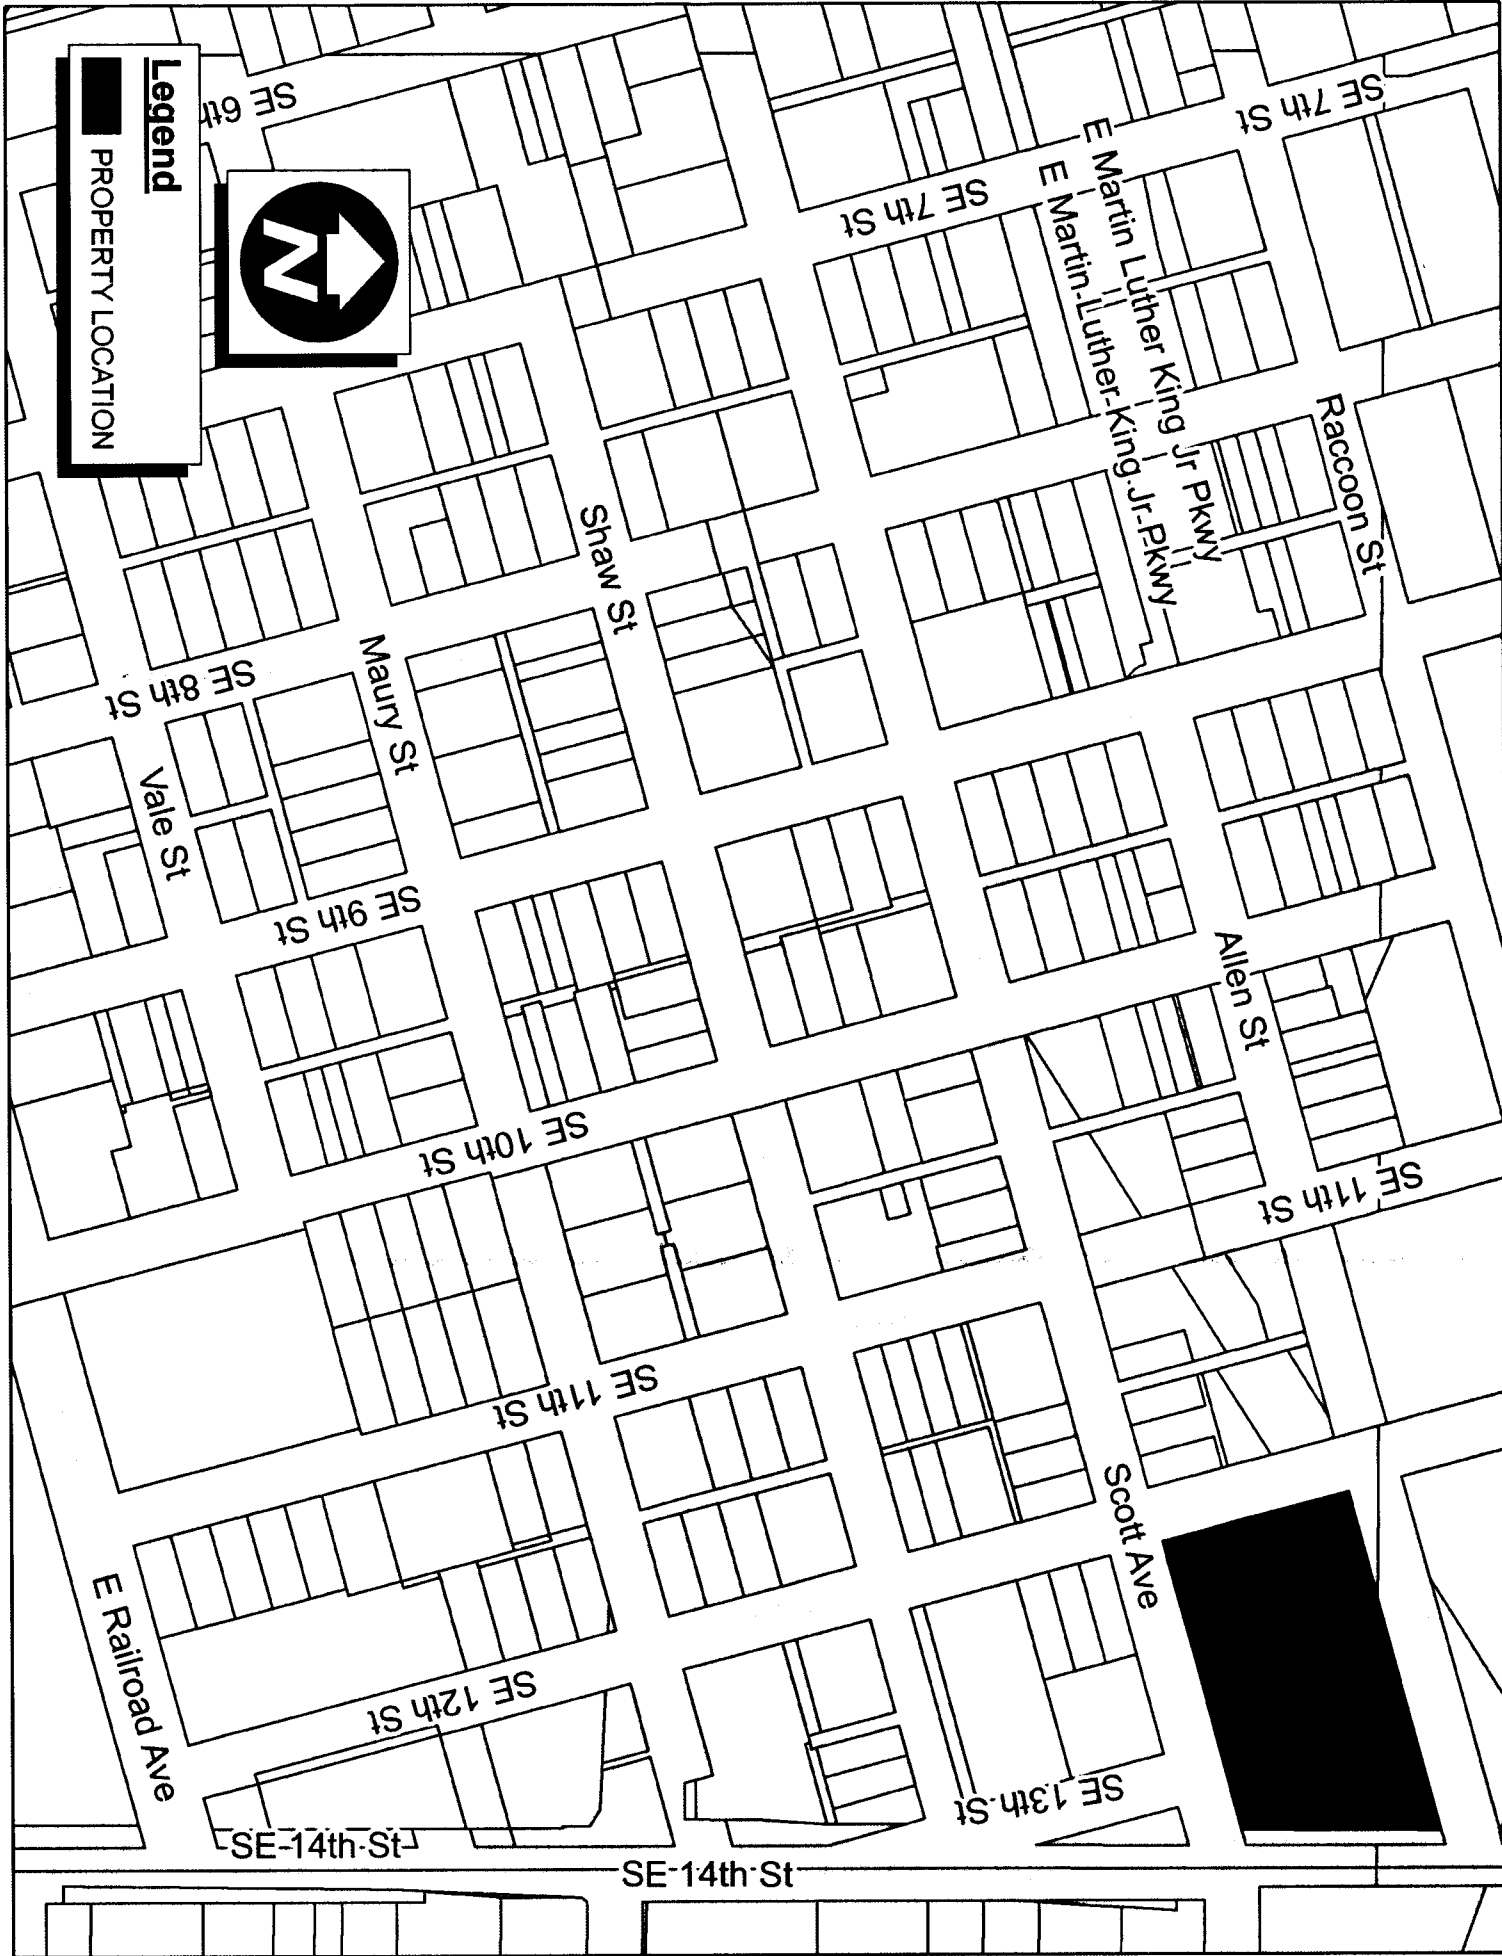 Legend
PROPERTY LOCATION
N
SE 6th
SE 7th St
SE 7th St
E Martin Luther King Jr Pkwy
E Martin-Luther-King-Jr-Pkwy
Raccoon St
Shaw St
Maury St
SE 8th St
Vale St
SE 9th St
Allen St
SE 10th St
SE 11th St
SE 11th St
Scott Ave
E Railroad Ave
SE 12th St
SE 13th St
SE-14th-St
SE-14th-St